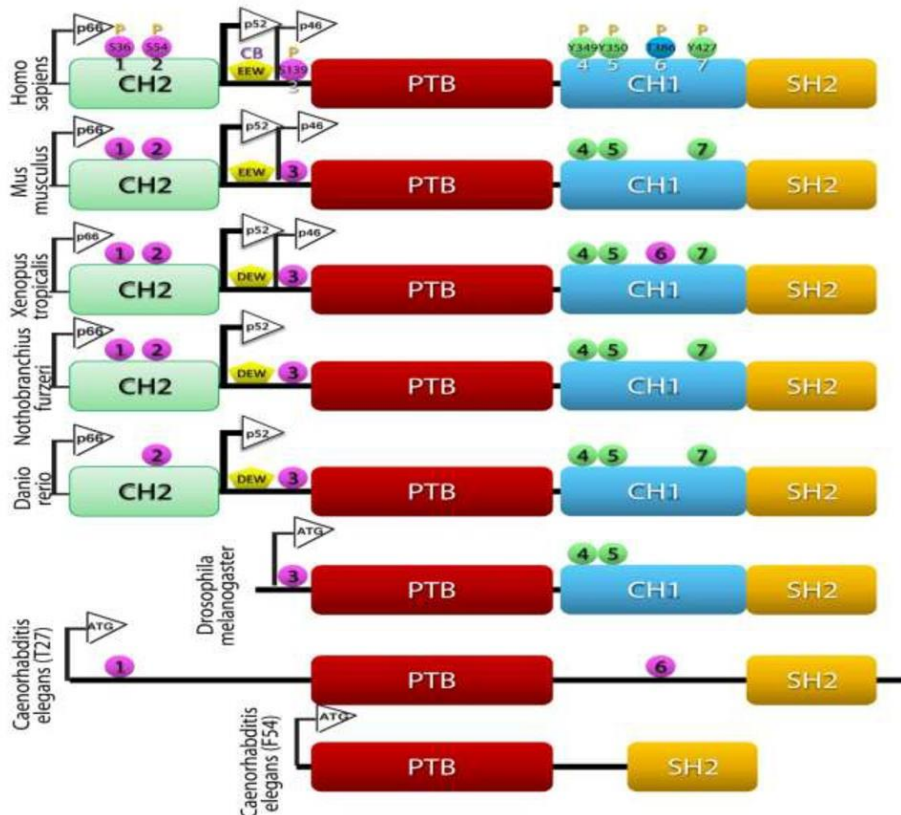 p66 P P p52 p46 P P P P
S36 S54 CB P Y349 Y350 T386 Y427
1 2 EEW S139 4 5 6 7
3
Homo sapiens
CH2 PTB CH1 SH2
p66 p52 p46
1 2 EEW 3 4 5 7
Mus musculus
CH2 PTB CH1 SH2
p66 p52 p46
1 2 DEW 3 4 5 6 7
Xenopus tropicalis
CH2 PTB CH1 SH2
p66 p52
1 2 DEW 3 4 5 7
Nothobranchius furzeri
CH2 PTB CH1 SH2
p66 p52
2 DEW 3 4 5 7
Danio rerio
CH2 PTB CH1 SH2
ATG
3 4 5
Drosophila melanogaster
PTB CH1 SH2
ATG
1 6
Caenorhabditis elegans (T27)
PTB SH2
ATG
Caenorhabditis elegans (F54)
PTB SH2